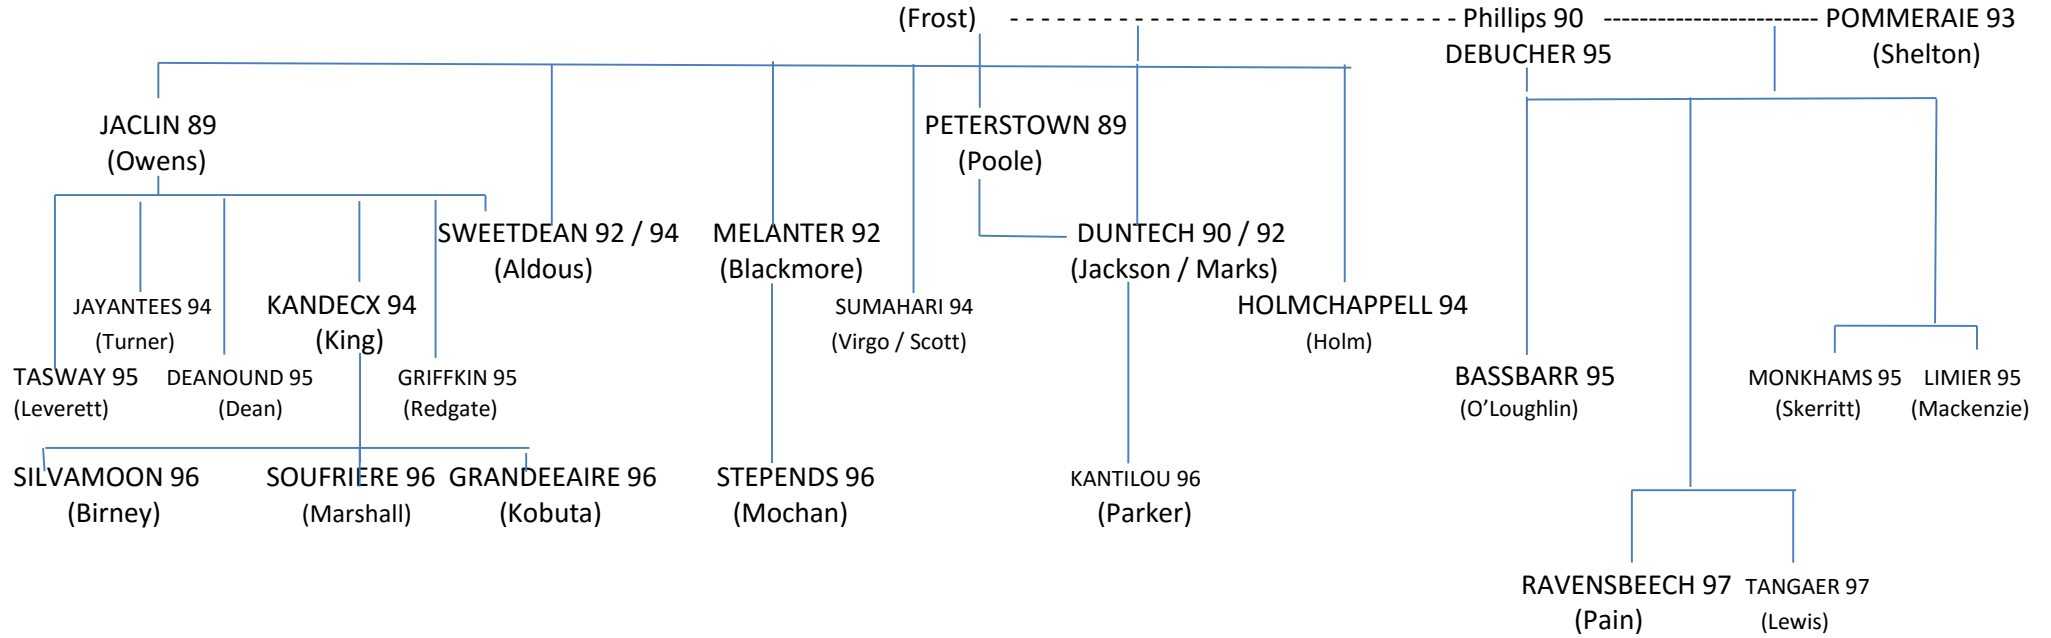 (Frost) - - - - - - - - - - - - - - - - - - - - - - - - - - - - - - - - - - Phillips 90 ----------------------- POMMERAIE 93
DEBUCHER 95 (Shelton)
JACLIN 89 PETERSTOWN 89
(Owens) (Poole)
SWEETDEAN 92 / 94 MELANTER 92 DUNTECH 90 / 92
(Aldous) (Blackmore) (Jackson / Marks)
JAYANTEES 94 KANDECX 94 SUMAHARI 94 HOLMCHAPPELL 94
(Turner) (King) (Virgo / Scott) (Holm)
TASWAY 95 DEANOUND 95 GRIFFKIN 95 BASSBARR 95 MONKHAMS 95 LIMIER 95
(Leverett) (Dean) (Redgate) (O’Loughlin) (Skerritt) (Mackenzie)
SILVAMOON 96 SOUFRIERE 96 GRANDEEAIRE 96 STEPENDS 96 KANTILOU 96
(Birney) (Marshall) (Kobuta) (Mochan) (Parker)
RAVENSBEECH 97 TANGAER 97
(Pain) (Lewis)